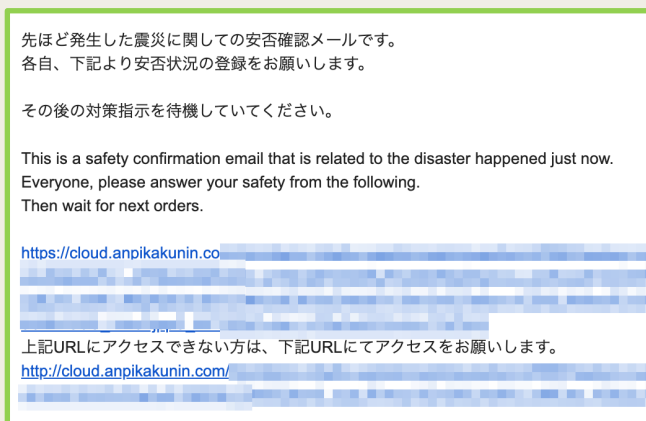 先ほど発生した震災に関しての安否確認メールです。
各自、下記より安否状況の登録をお願いします。
その後の対策指示を待機していてください。
This is a safety confirmation email that is related to the disaster happened just now.
Everyone, please answer your safety from the following.
Then wait for next orders.
https://cloud.anpikakunin.co
上記URLにアクセスできない方は、下記URLにてアクセスをお願いします。
http://cloud.anpikakunin.com/